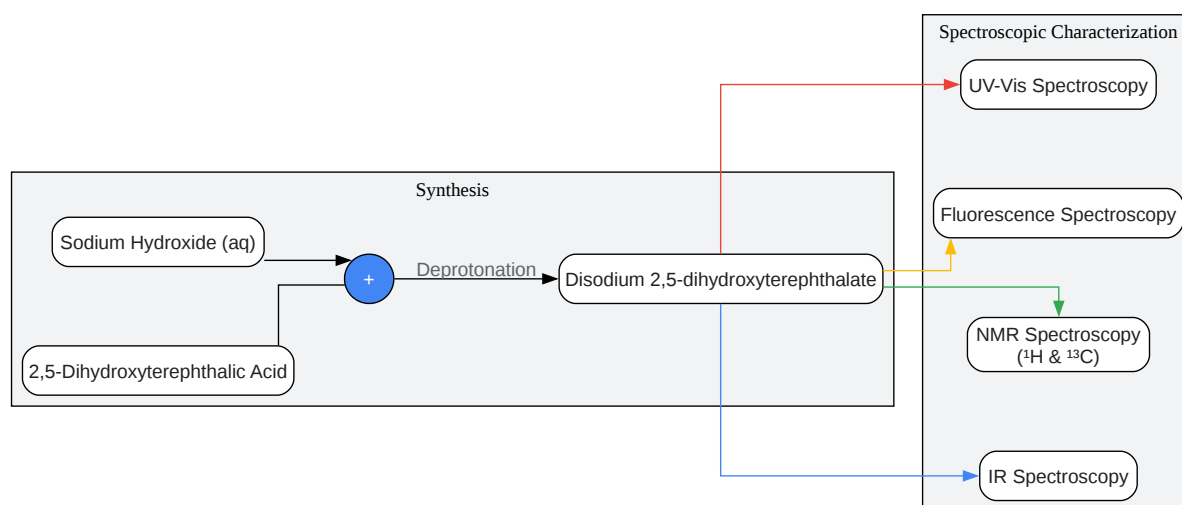 Spectroscopic Characterization
UV-Vis Spectroscopy
Synthesis
Sodium Hydroxide (aq)
Fluorescence Spectroscopy
+
Deprotonation
Disodium 2,5-dihydroxyterephthalate
2,5-Dihydroxyterephthalic Acid
NMR Spectroscopy
(¹H & ¹³C)
IR Spectroscopy